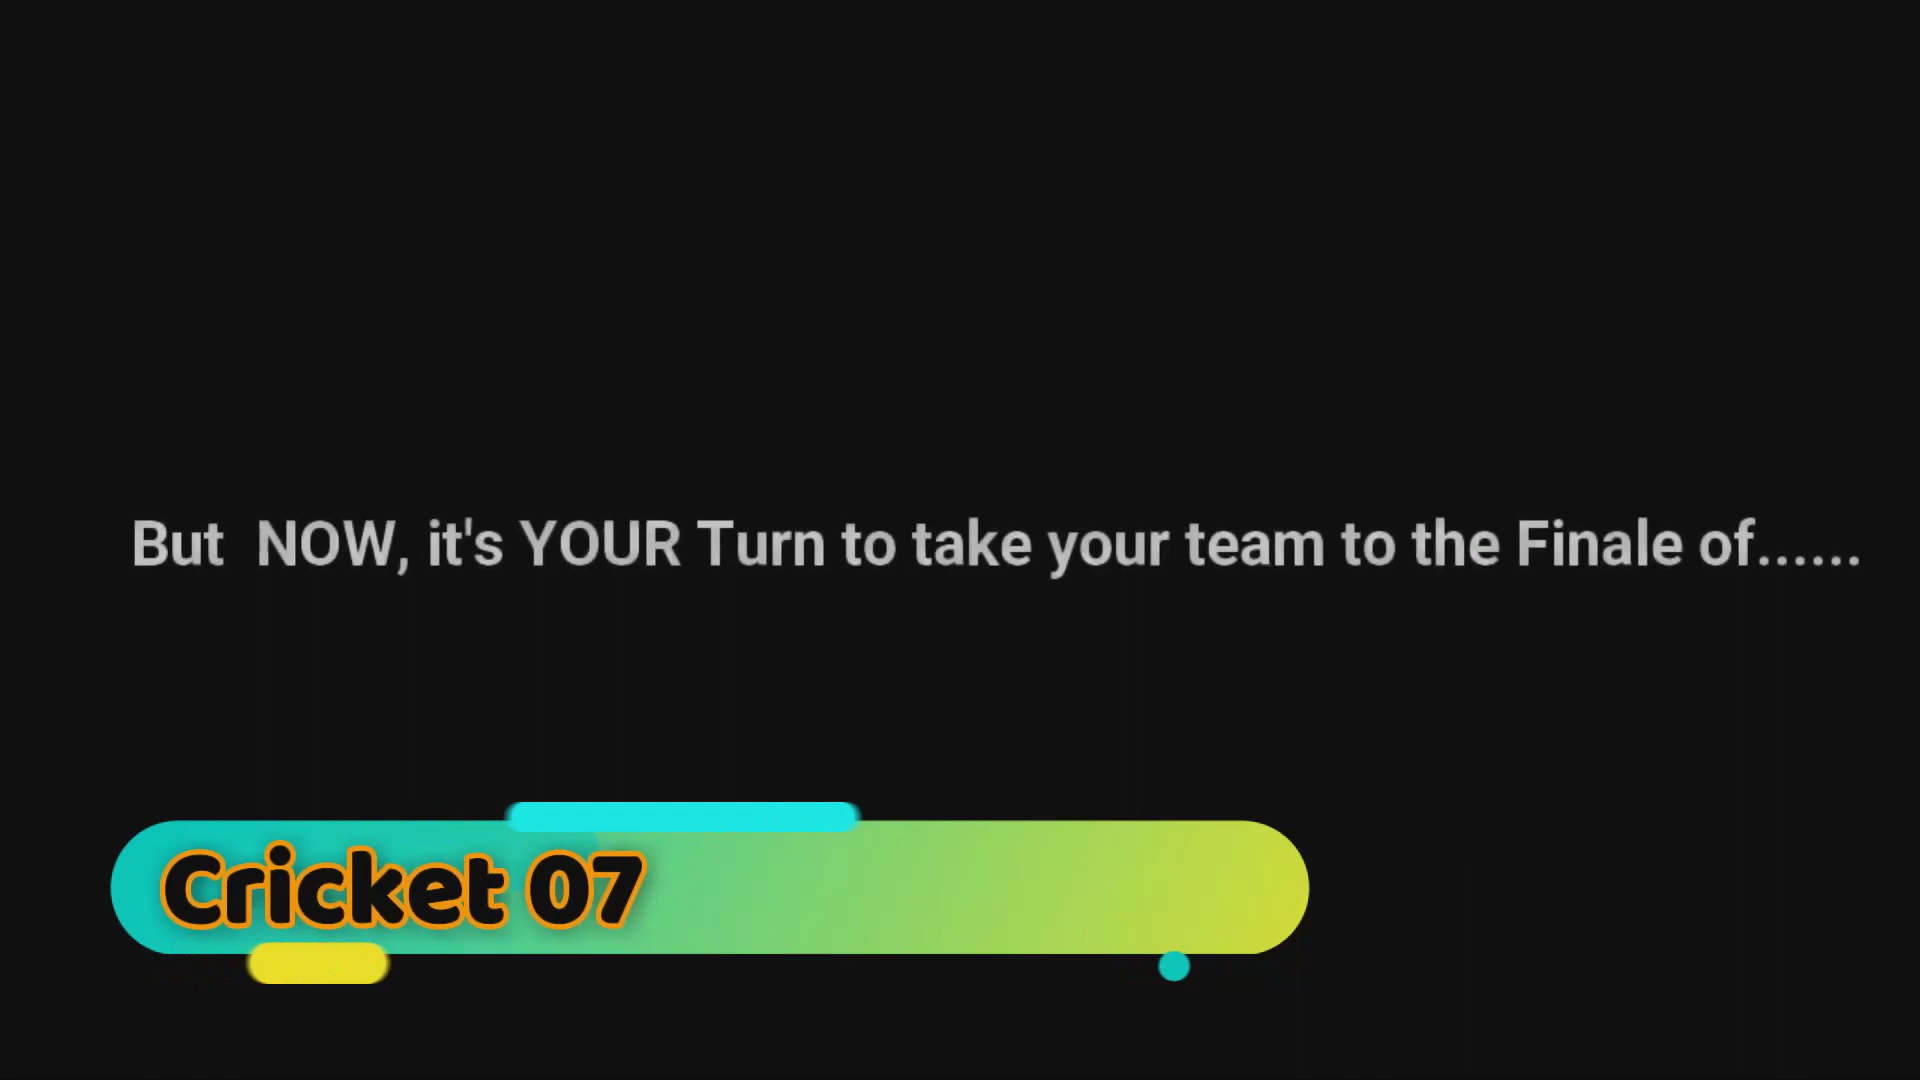 But  NOW, it's YOUR Turn to take your team to the Finale of......
Cricket 07